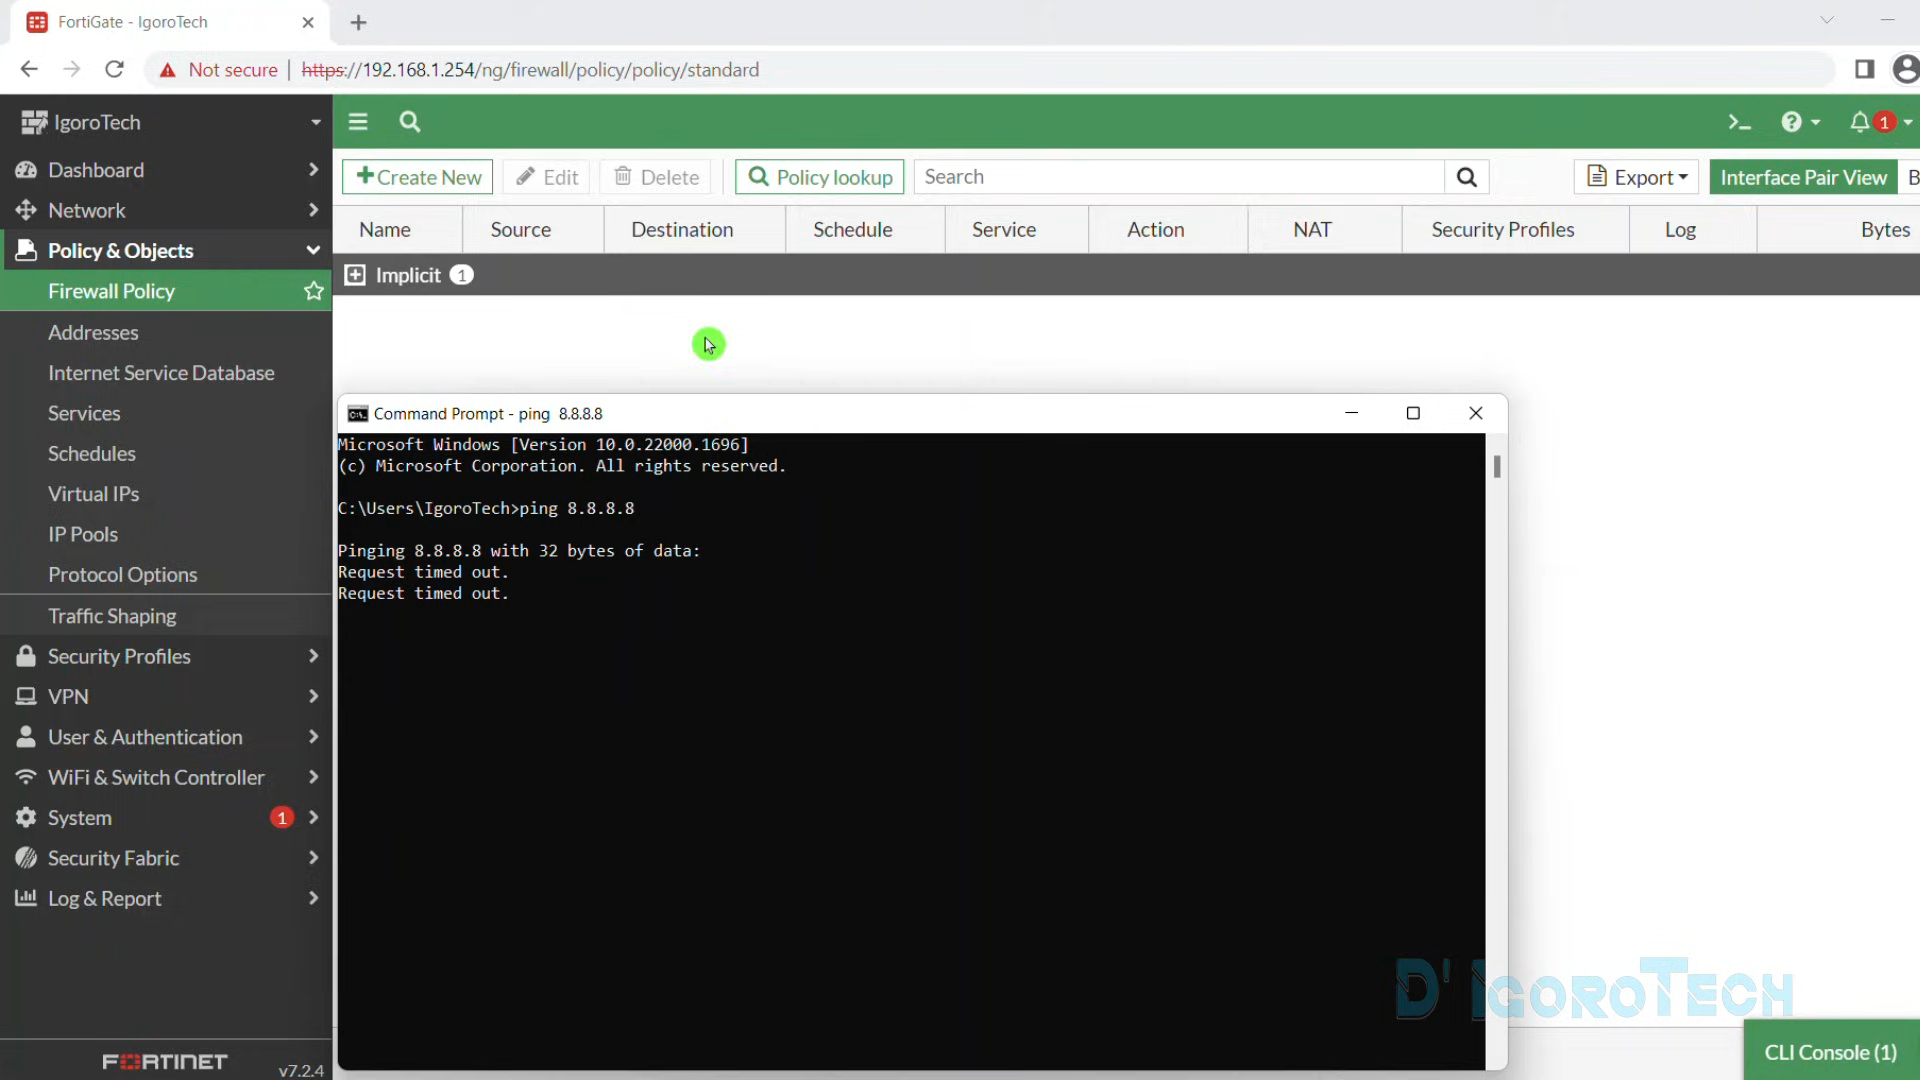 FortiGate - IgoroTech
Not secure | https://192.168.1.254/ng/firewall/policy/policy/standard
IgoroTech
1
Dashboard
Network
Policy & Objects
Firewall Policy
Addresses
Internet Service Database
Services
Schedules
Virtual IPs
IP Pools
Protocol Options
Traffic Shaping
Security Profiles
VPN
User & Authentication
WiFi & Switch Controller
System 1
Security Fabric
Log & Report
FORTINET v7.2.4
Create New Edit Delete Policy lookup Search Export Interface Pair View B
Name Source Destination Schedule Service Action NAT Security Profiles Log Bytes
Implicit 1
Command Prompt - ping 8.8.8.8
Microsoft Windows [Version 10.0.22000.1696]
(c) Microsoft Corporation. All rights reserved.
C:\Users\IgoroTech>ping 8.8.8.8
Pinging 8.8.8.8 with 32 bytes of data:
Request timed out.
Request timed out.
D' IGOROTECH
CLI Console (1)